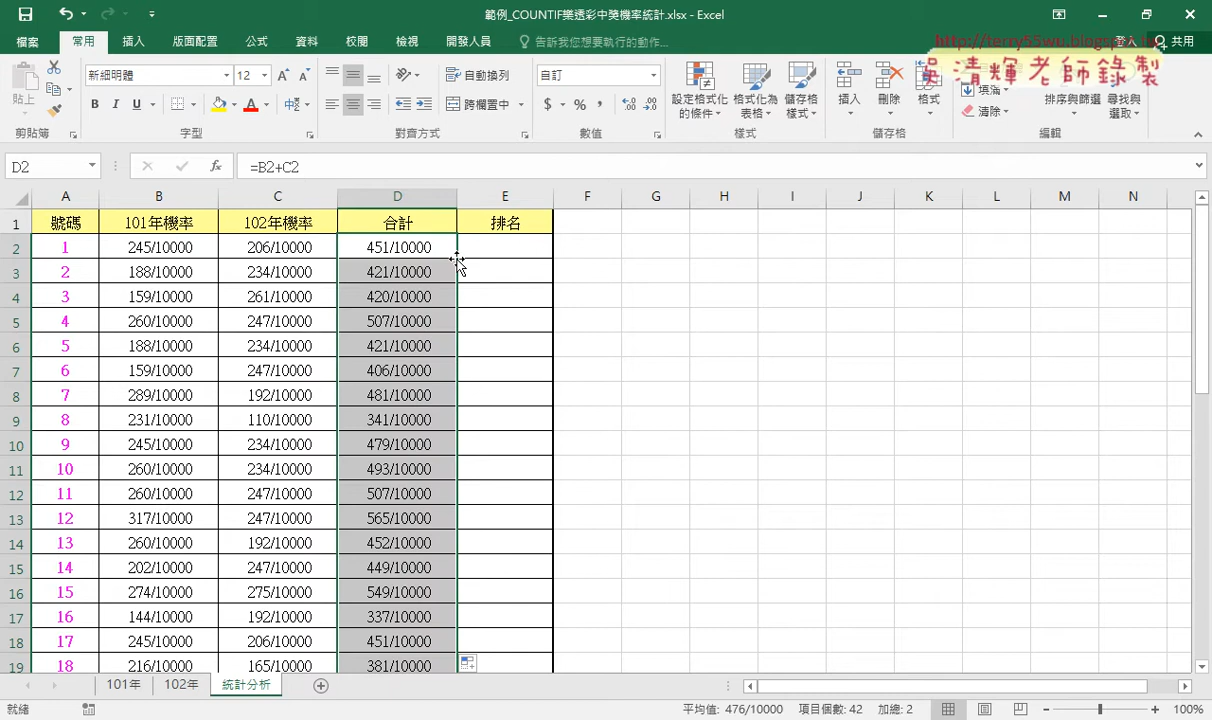 範例_COUNTIF樂透彩中獎機率統計.xlsx - Excel
檔案 常用 插入 版面配置 公式 資料 校閱 檢視 開發人員 告訴我您想要執行的動作... 登入 共用
http://terry55wu.blogspot.tw
吳清輝老師錄製
新細明體 12 自動換列 自訂
貼上 B I U 中 跨欄置中 $ % , 設定格式化的條件 格式化為表格 儲存格樣式 插入 刪除 格式 填滿 清除 排序與篩選 尋找與選取
剪貼簿 字型 對齊方式 數值 樣式 儲存格 編輯
D2 fx =B2+C2
A B C D E F G H I J K L M N
1 號碼 101年機率 102年機率 合計 排名
2 1 245/10000 206/10000 451/10000
3 2 188/10000 234/10000 421/10000
4 3 159/10000 261/10000 420/10000
5 4 260/10000 247/10000 507/10000
6 5 188/10000 234/10000 421/10000
7 6 159/10000 247/10000 406/10000
8 7 289/10000 192/10000 481/10000
9 8 231/10000 110/10000 341/10000
10 9 245/10000 234/10000 479/10000
11 10 260/10000 234/10000 493/10000
12 11 260/10000 247/10000 507/10000
13 12 317/10000 247/10000 565/10000
14 13 260/10000 192/10000 452/10000
15 14 202/10000 247/10000 449/10000
16 15 274/10000 275/10000 549/10000
17 16 144/10000 192/10000 337/10000
18 17 245/10000 206/10000 451/10000
19 18 216/10000 165/10000 381/10000
101年 102年 統計分析
就緒 平均值: 476/10000 項目個數: 42 加總: 2 100%